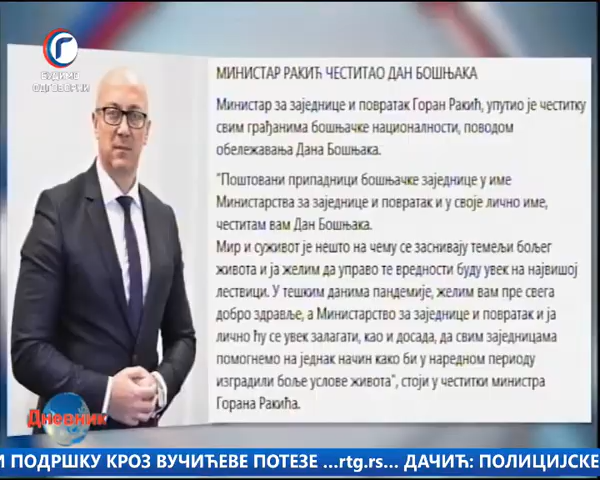 БУДИМО
ОДГОВОРНИ
МИНИСТАР РАКИЋ ЧЕСТИТАО ДАН БОШЊАКА
Министар за заједнице и повратак Горан Ракић, упутио је честитку
свим грађанима бошњачке националности, поводом
обележавања Дана Бошњака.
"Поштовани припадници бошњачке заједнице у име
Министарства за заједнице и повратак и у своје лично име,
честитам вам Дан Бошњака.
Мир и суживот је нешто на чему се заснивају темељи бољег
живота и ја желим да управо те вредности буду увек на највишој
лествици. У тешким данима пандемије, желим вам пре свега
добро здравље, а Министарство за заједнице и повратак и ја
лично ћу се увек залагати, као и досада, да свим заједницама
помогнемо на једнак начин како би у наредном периоду
изградили боље услове живота", стоји у честитки министра
Горана Ракића.
Дневник
И ПОДРШКУ КРОЗ ВУЧИЋЕВЕ ПОТЕЗЕ ...rtg.rs... ДАЧИЋ: ПОЛИЦИЈСКЕ